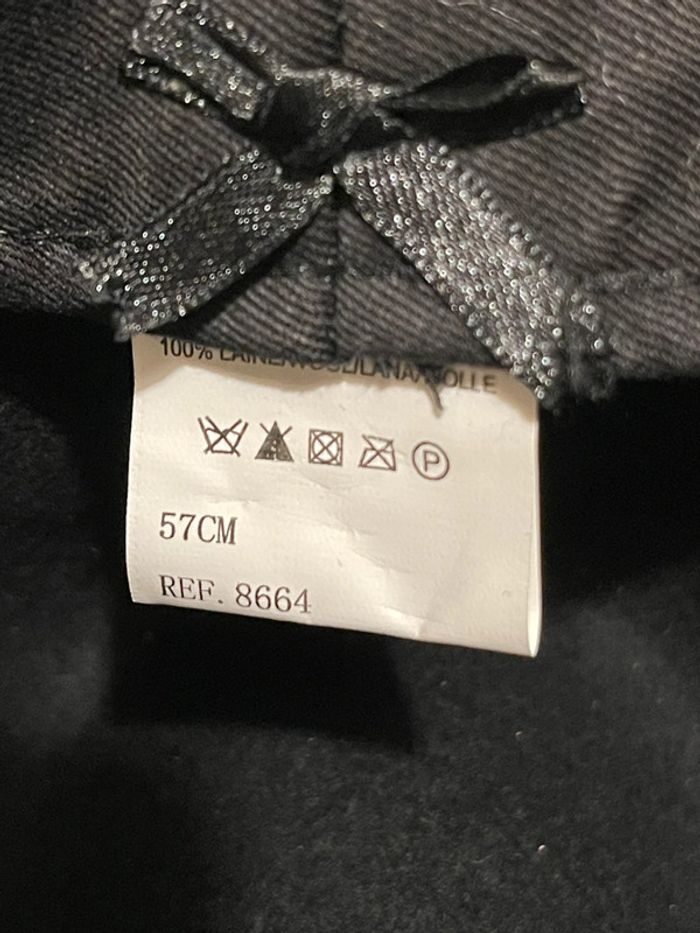 100% LAINE/WOOL/LANA/WOLLE
P
57CM
REF. 8664